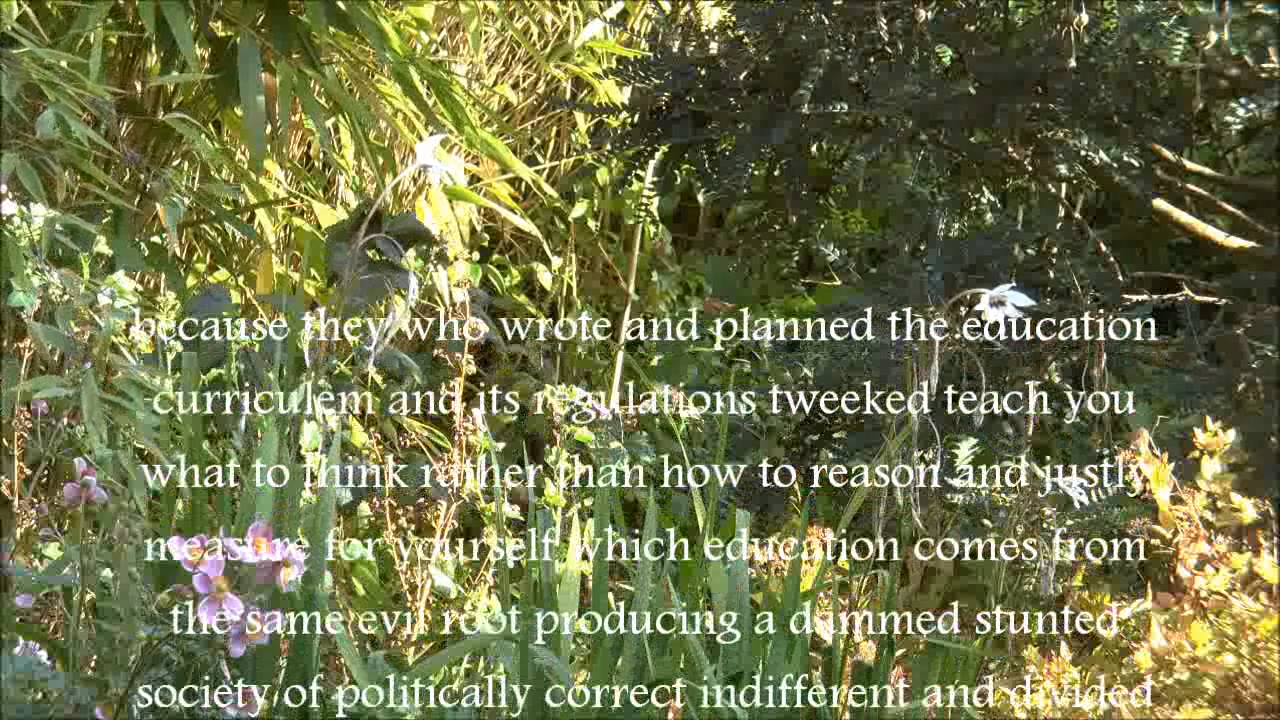 because they who wrote and planned the education
curriculem and its regulations tweeked teach you
what to think rather than how to reason and justly
measure for yourself which education comes from
the same evil root producing a dammed stunted
society of politically correct indifferent and divided